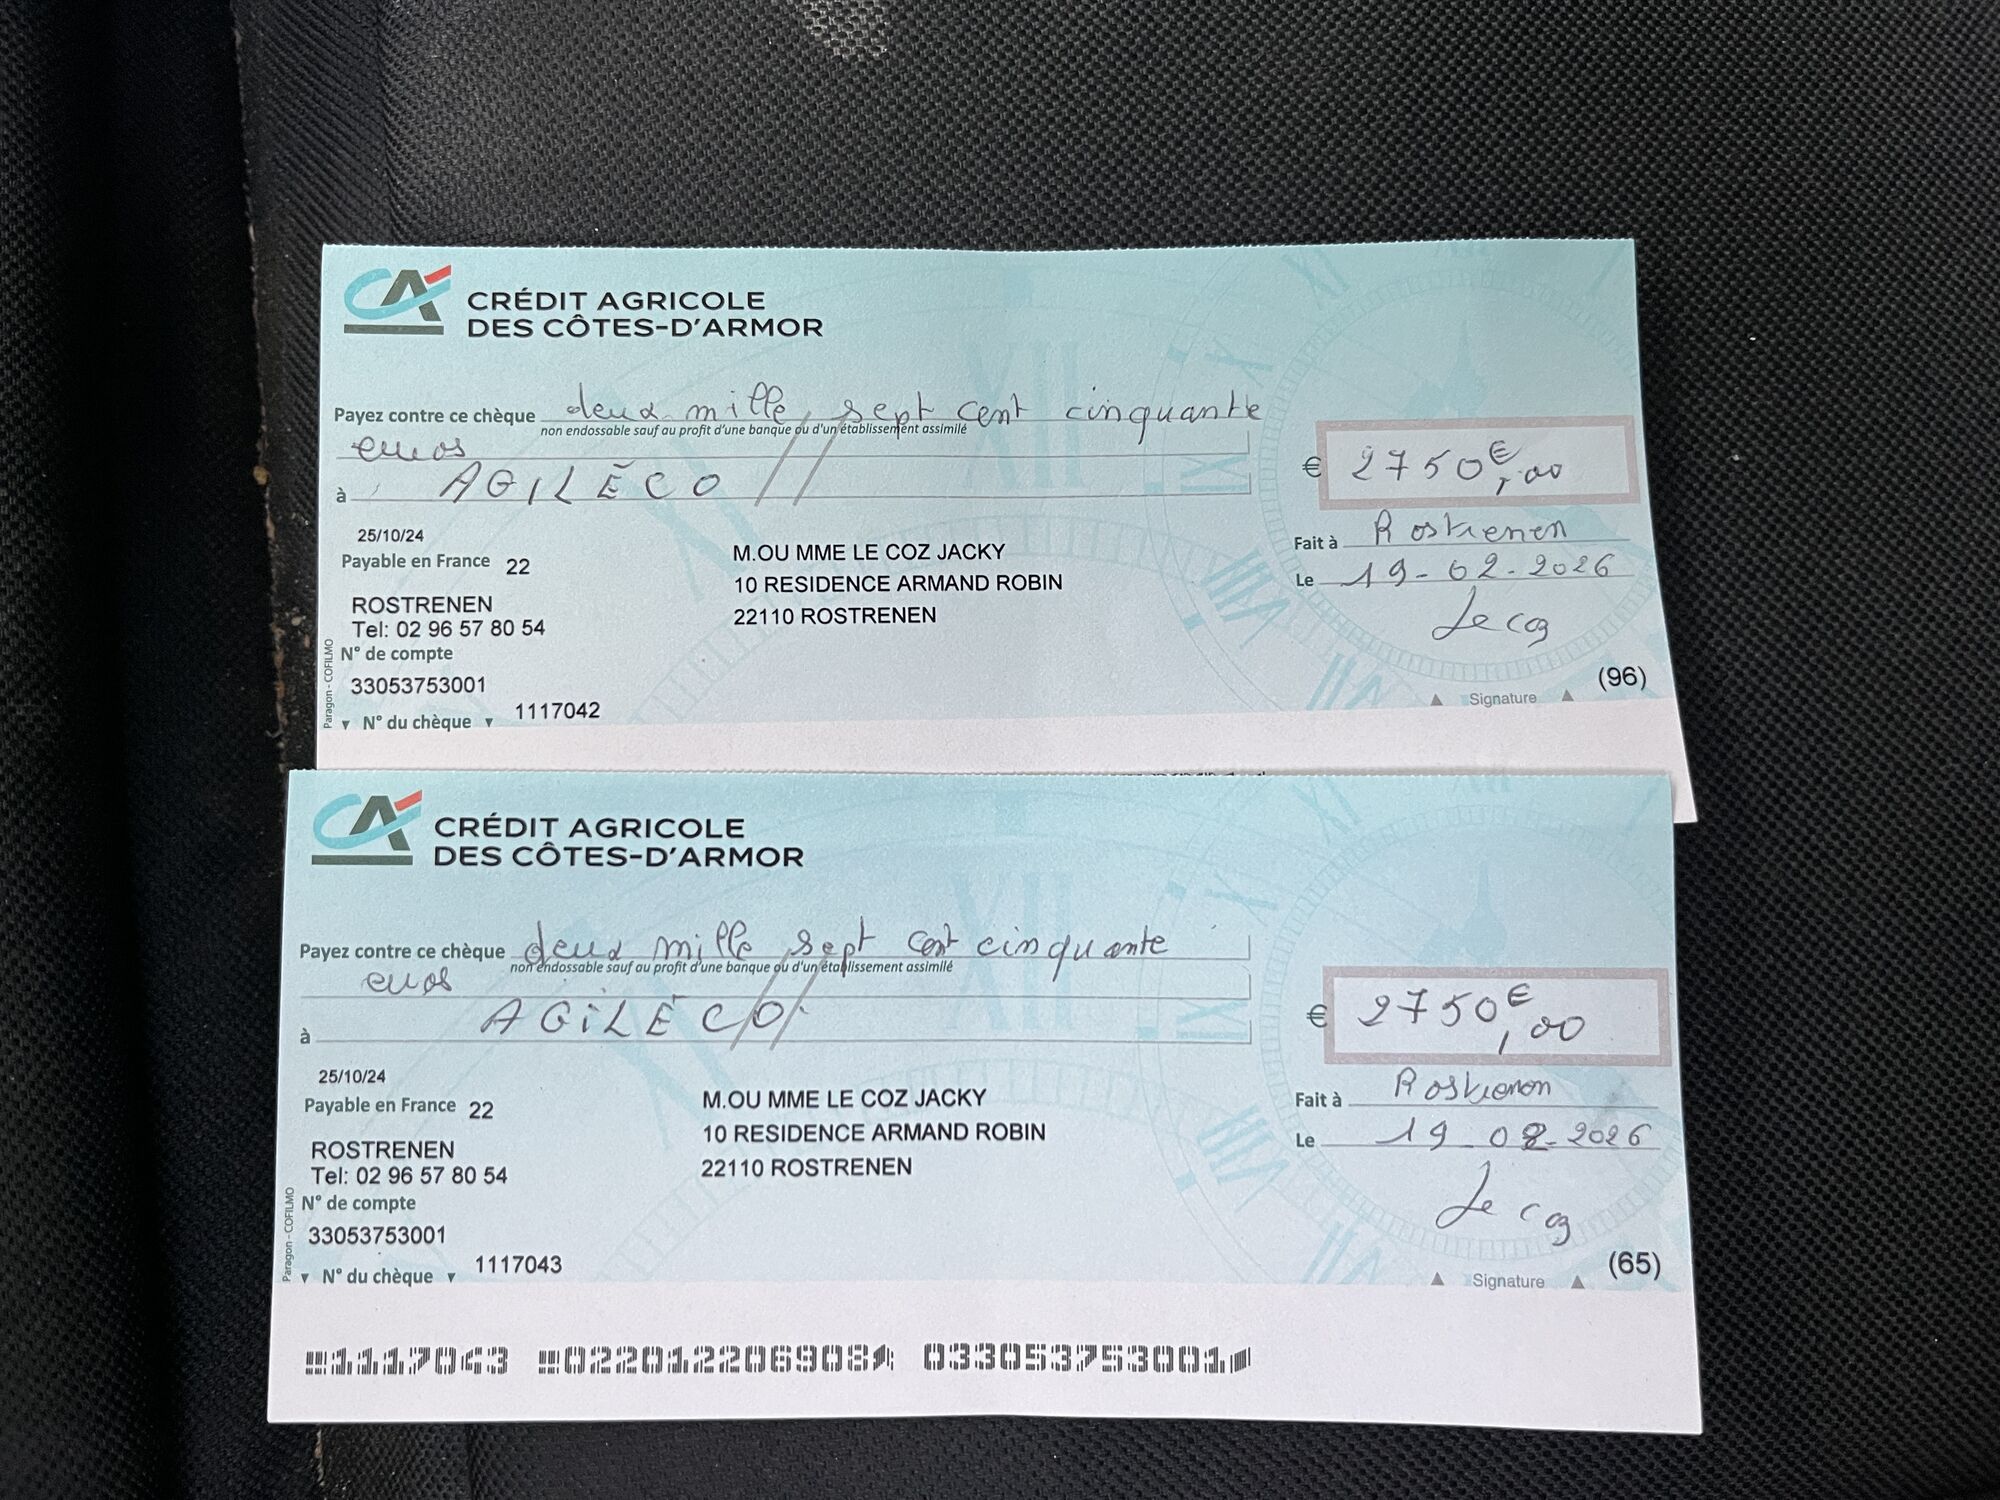 CRÉDIT AGRICOLE
DES CÔTES-D'ARMOR
Payez contre ce chèque deux mille sept cent cinquante
non endossable sauf au profit d'une banque ou d'un établissement assimilé
euros
€ 2750€,00
à AGILÉCO
Fait à Rostrenen
Le 19-02-2026
25/10/24
Payable en France 22
M.OU MME LE COZ JACKY
10 RESIDENCE ARMAND ROBIN
22110 ROSTRENEN
ROSTRENEN
Tel: 02 96 57 80 54
Le Coz
N° de compte
33053753001
(96)
Signature
N° du chèque 1117042
Paragon - COFILMO
CRÉDIT AGRICOLE
DES CÔTES-D'ARMOR
Payez contre ce chèque deux mille sept cent cinquante
non endossable sauf au profit d'une banque ou d'un établissement assimilé
euros
€ 2750€,00
à AGILÉCO
Fait à Rostrenen
Le 19-02-2026
25/10/24
Payable en France 22
M.OU MME LE COZ JACKY
10 RESIDENCE ARMAND ROBIN
22110 ROSTRENEN
ROSTRENEN
Tel: 02 96 57 80 54
Le Coz
N° de compte
33053753001
(65)
Signature
N° du chèque 1117043
Paragon - COFILMO
1117043 022012206908 033053753001